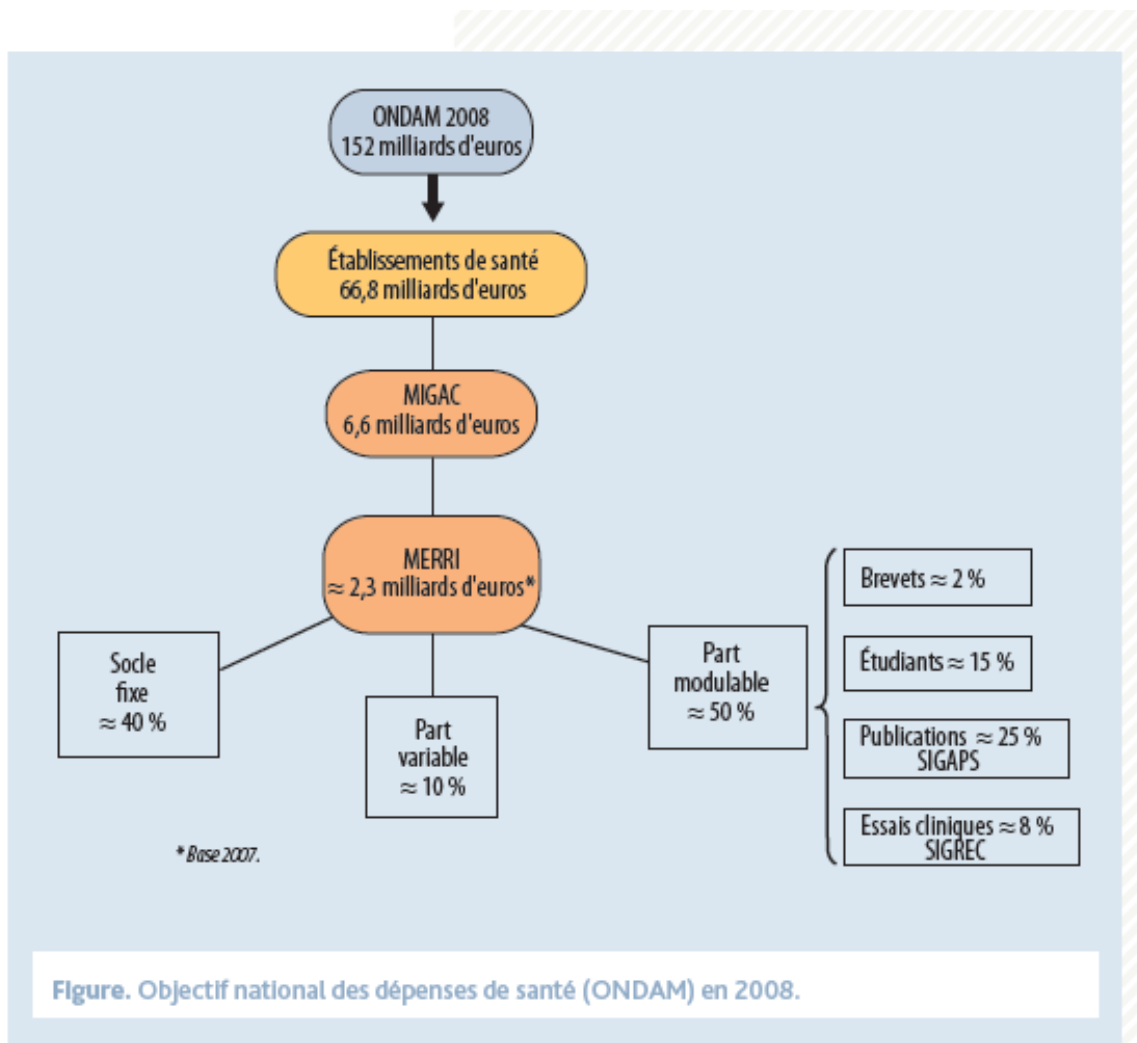 ONDAM 2008
152 milliards d'euros
Établissements de santé
66,8 milliards d'euros
MIGAC
6,6 milliards d'euros
MERRI
≈ 2,3 milliards d'euros*
Socle
fixe
≈ 40 %
Part
variable
≈ 10 %
Part
modulable
≈ 50 %
Brevets ≈ 2 %
Étudiants ≈ 15 %
Publications ≈ 25 %
SIGAPS
Essais cliniques ≈ 8 %
SIGREC
* Base 2007.
Figure. Objectif national des dépenses de santé (ONDAM) en 2008.